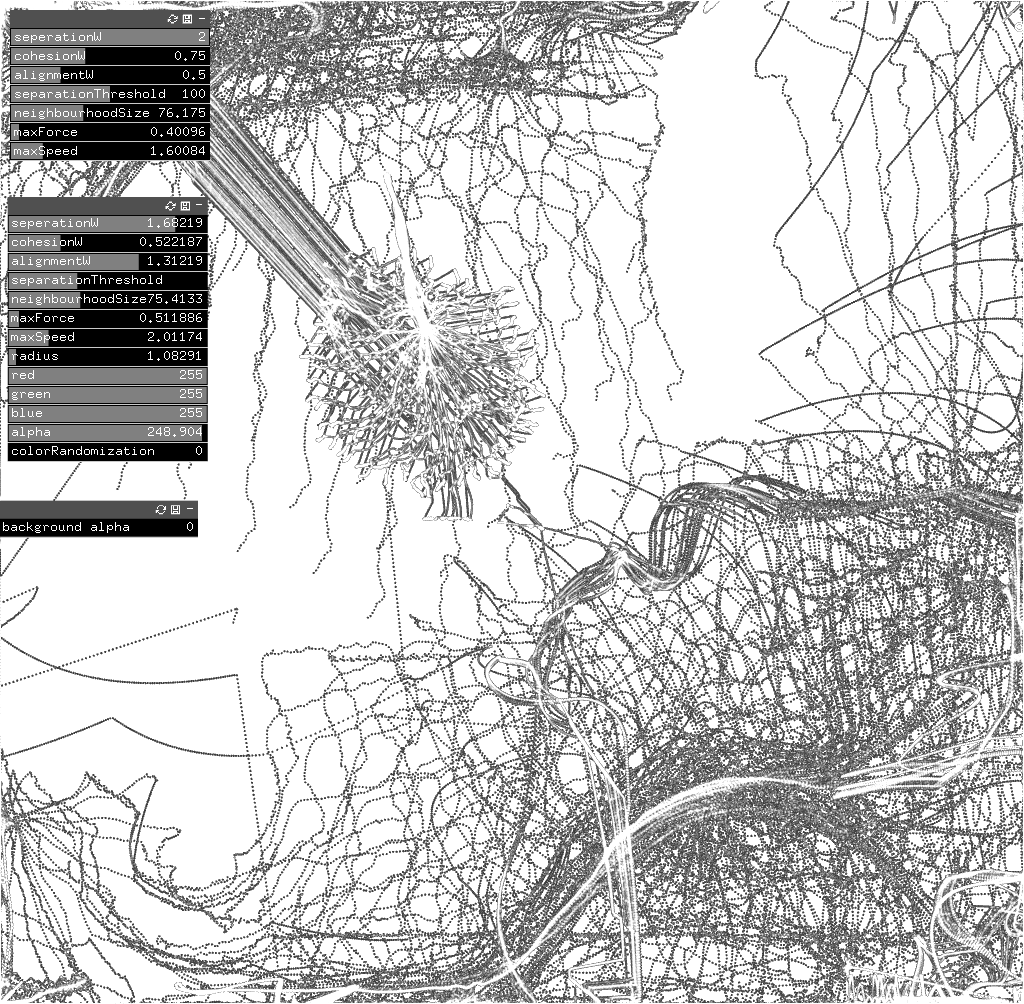 seperationW 2
cohesionW 0.75
alignmentW 0.5
separationThreshold 100
neighbourhoodSize 76.175
maxForce 0.40096
maxSpeed 1.60084
seperationW 1.68219
cohesionW 0.522187
alignmentW 1.31219
separationThreshold
neighbourhoodSize75.4133
maxForce 0.511886
maxSpeed 2.01174
radius 1.08291
red 255
green 255
blue 255
alpha 248.904
colorRandomization 0
background alpha 0